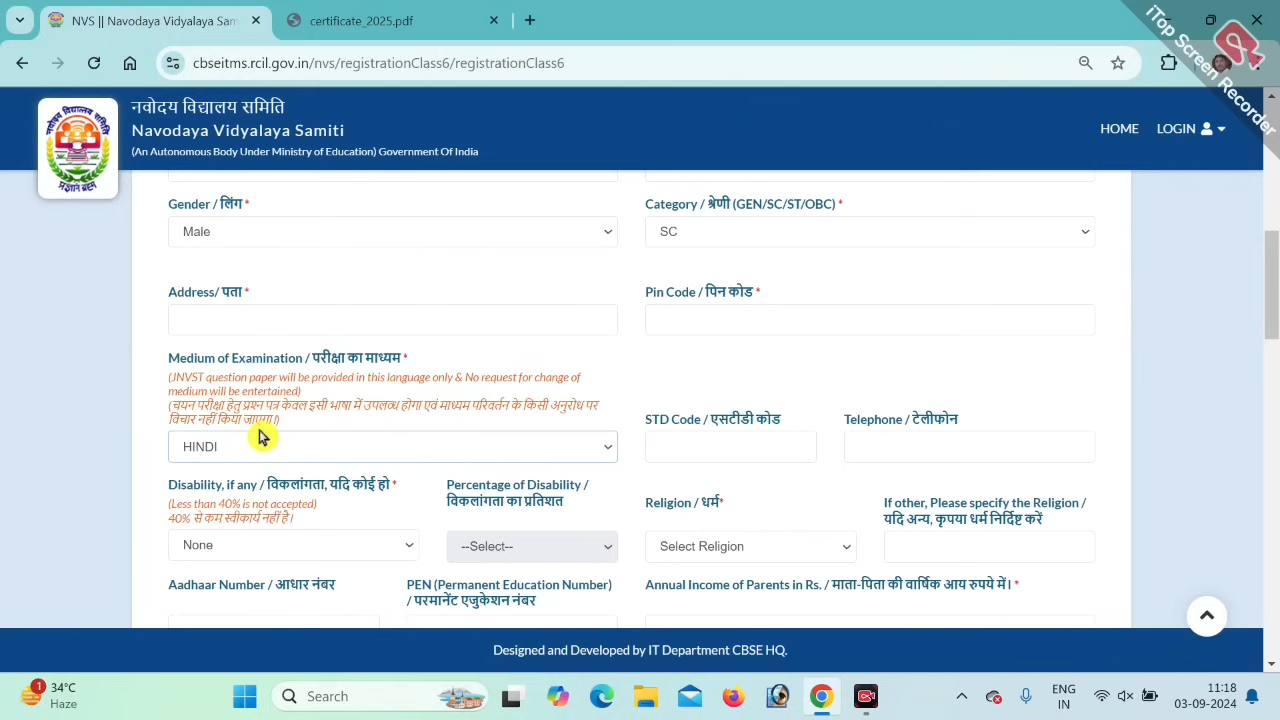 NVS || Navodaya Vidyalaya Sam
certificate_2025.pdf
cbseitms.rcil.gov.in/nvs/registrationClass6/registrationClass6
iTop Screen Recorder
नवोदय विद्यालय समिति
Navodaya Vidyalaya Samiti
(An Autonomous Body Under Ministry of Education) Government Of India
HOME LOGIN
Gender / लिंग * Category / श्रेणी (GEN/SC/ST/OBC) *
Male SC
Address/ पता * Pin Code / पिन कोड *
Medium of Examination / परीक्षा का माध्यम *
(JNVST question paper will be provided in this language only & No request for change of
medium will be entertained)
(चयन परीक्षा हेतु प्रश्न पत्र केवल इसी भाषा में उपलब्ध होगा एवं माध्यम परिवर्तन के किसी अनुरोध पर
विचार नहीं किया जाएगा।)
STD Code / एसटीडी कोड Telephone / टेलीफोन
HINDI
Disability, if any / विकलांगता, यदि कोई हो *
(Less than 40% is not accepted)
40% से कम स्वीकार्य नहीं है।
Percentage of Disability /
विकलांगता का प्रतिशत
Religion / धर्म*
If other, Please specify the Religion /
यदि अन्य, कृपया धर्म निर्दिष्ट करें
None --Select-- Select Religion
Aadhaar Number / आधार नंबर
PEN (Permanent Education Number)
/ परमानेंट एजुकेशन नंबर
Annual Income of Parents in Rs. / माता-पिता की वार्षिक आय रुपये में। *
Designed and Developed by IT Department CBSE HQ.
1
34°C
Haze
Search
ENG
IN
11:18
03-09-2024